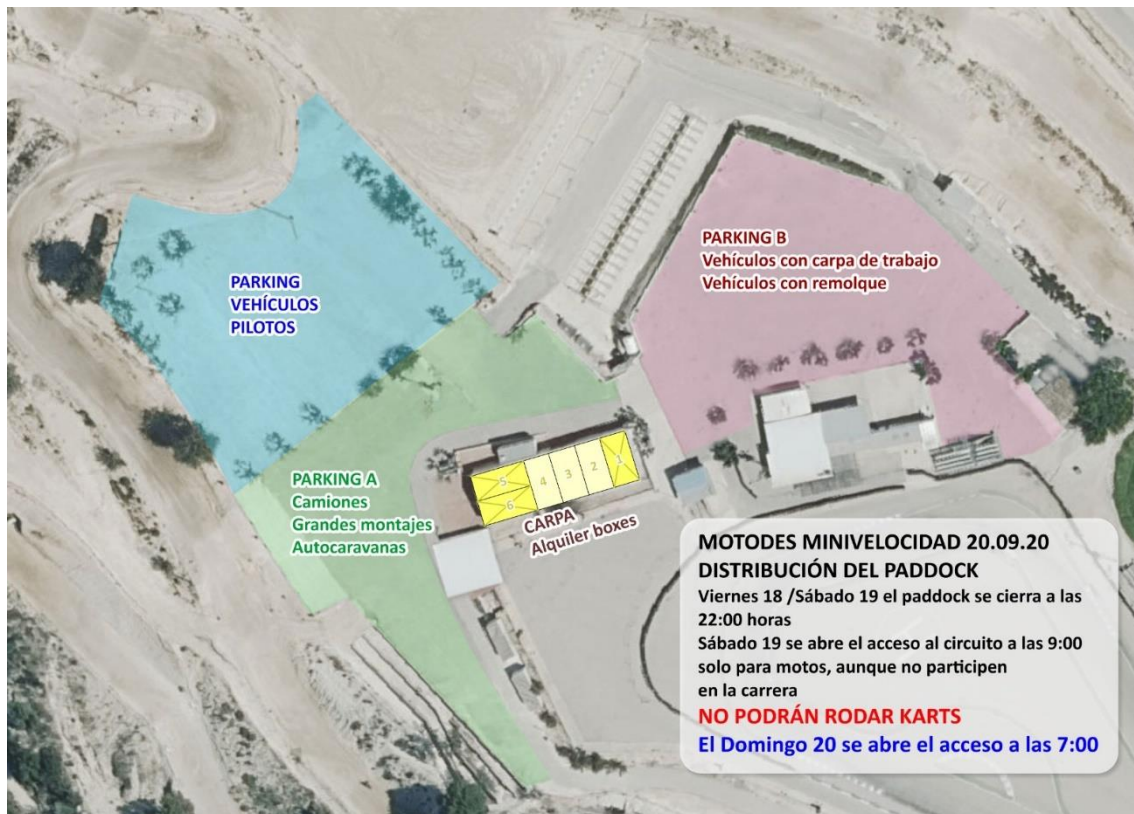 PARKING
VEHÍCULOS
PILOTOS
PARKING B
Vehículos con carpa de trabajo
Vehículos con remolque
PARKING A
Camiones
Grandes montajes
Autocaravanas
5
6
4
3
2
1
CARPA
Alquiler boxes
MOTODES MINIVELOCIDAD 20.09.20
DISTRIBUCIÓN DEL PADDOCK
Viernes 18 /Sábado 19 el paddock se cierra a las
22:00 horas
Sábado 19 se abre el acceso al circuito a las 9:00
solo para motos, aunque no participen
en la carrera
NO PODRÁN RODAR KARTS
El Domingo 20 se abre el acceso a las 7:00